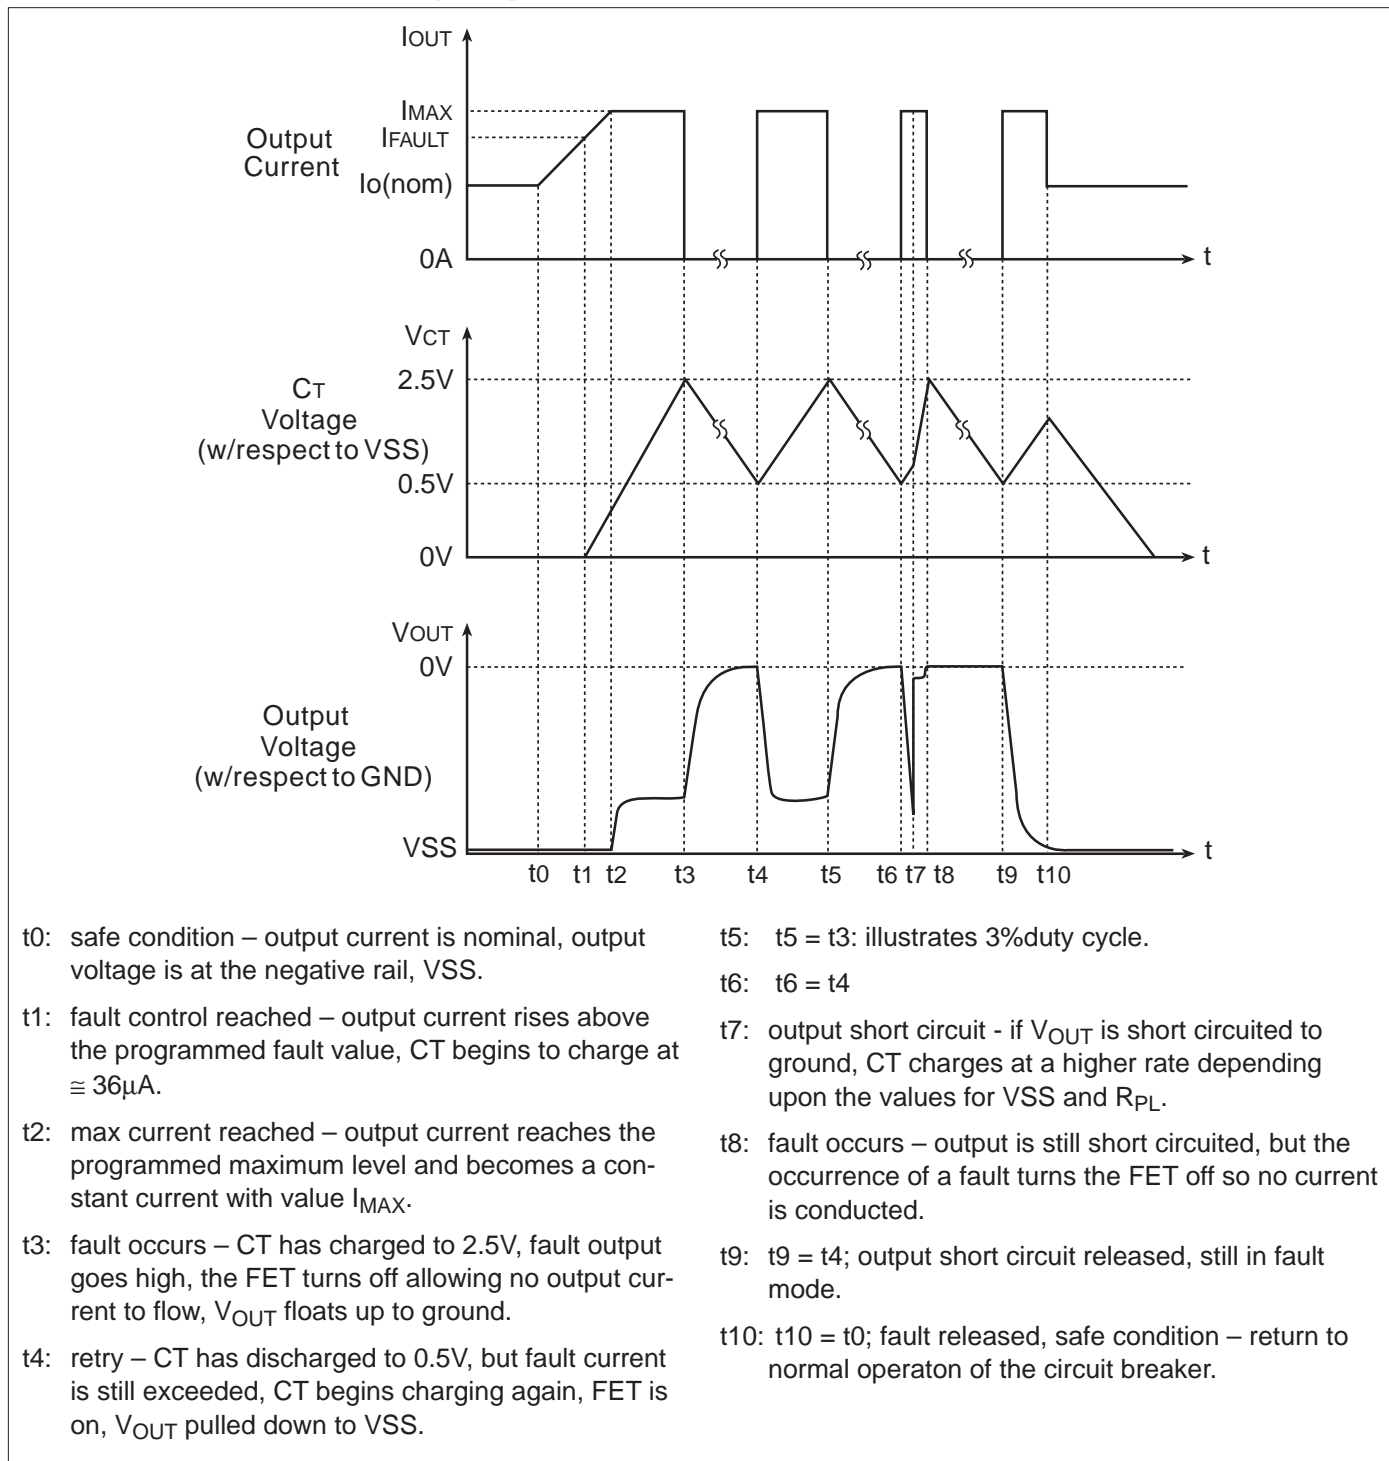 IOUT
IMAX
IFAULT
Output
Current
Io(nom)
0A
t
VCT
2.5V
CT
Voltage
(w/respect to VSS)
0.5V
0V
t
VOUT
0V
Output
Voltage
(w/respect to GND)
VSS
t
t0 t1 t2 t3 t4 t5 t6 t7 t8 t9 t10
t0: safe condition – output current is nominal, output
voltage is at the negative rail, VSS.
t1: fault control reached – output current rises above
the programmed fault value, CT begins to charge at
≅ 36µA.
t2: max current reached – output current reaches the
programmed maximum level and becomes a con-
stant current with value IMAX.
t3: fault occurs – CT has charged to 2.5V, fault output
goes high, the FET turns off allowing no output cur-
rent to flow, VOUT floats up to ground.
t4: retry – CT has discharged to 0.5V, but fault current
is still exceeded, CT begins charging again, FET is
on, VOUT pulled down to VSS.
t5: t5 = t3: illustrates 3%duty cycle.
t6: t6 = t4
t7: output short circuit - if VOUT is short circuited to
ground, CT charges at a higher rate depending
upon the values for VSS and RPL.
t8: fault occurs – output is still short circuited, but the
occurrence of a fault turns the FET off so no current
is conducted.
t9: t9 = t4; output short circuit released, still in fault
mode.
t10: t10 = t0; fault released, safe condition – return to
normal operaton of the circuit breaker.